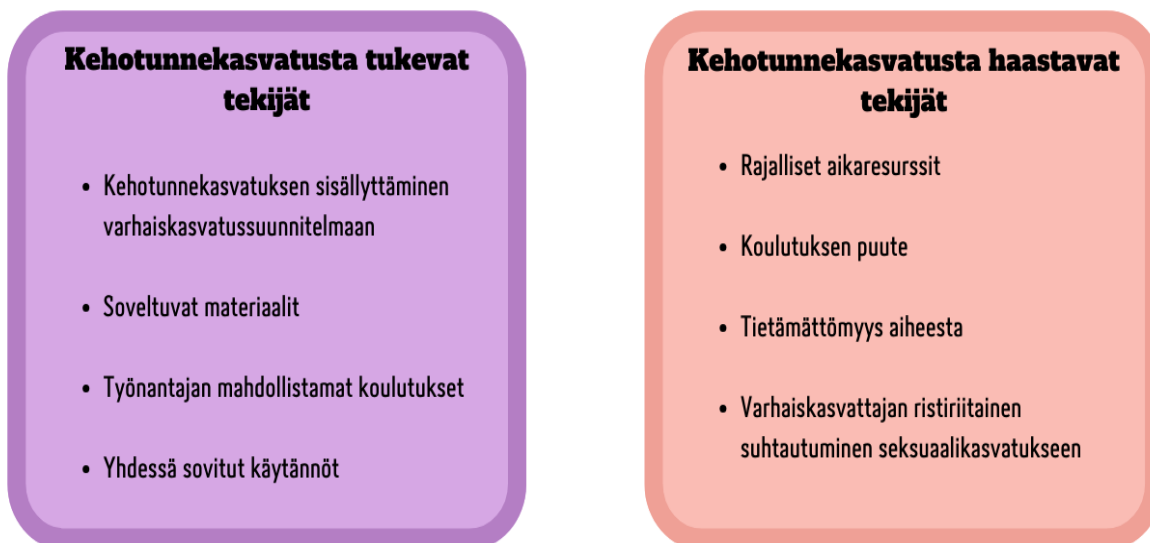 Kehotunnekasvatusta tukevat
tekijät
• Kehotunnekasvatuksen sisällyttäminen
varhaiskasvatussuunnitelmaan
• Soveltuvat materiaalit
• Työnantajan mahdollistamat koulutukset
• Yhdessä sovitut käytännöt
Kehotunnekasvatusta haastavat
tekijät
• Rajalliset aikaresurssit
• Koulutuksen puute
• Tietämättömyys aiheesta
• Varhaiskasvattajan ristiriitainen
suhtautuminen seksuaalikasvatukseen